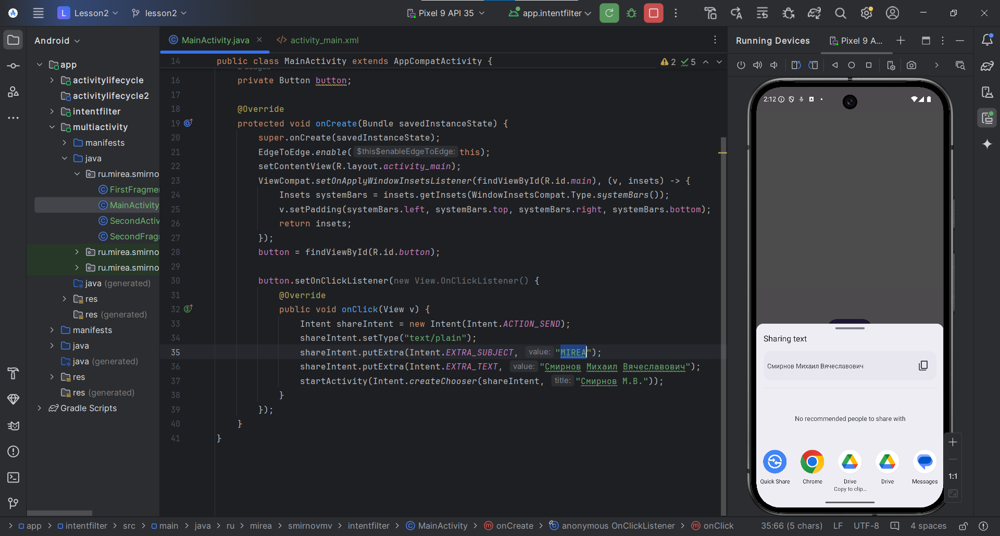 L Lesson2 lesson2 Pixel 9 API 35 app.intentfilter
Android
MainActivity.java activity_main.xml
Running Devices Pixel 9 A...
app
activitylifecycle
activitylifecycle2
intentfilter
multiactivity
manifests
java
ru.mirea.smirno
FirstFragme
MainActivity
SecondActiv
SecondFrag
ru.mirea.smirno
ru.mirea.smirno
java (generated)
res
res (generated)
manifests
java
java (generated)
res
res (generated)
Gradle Scripts
14 public class MainActivity extends AppCompatActivity {
2 5
2 usages
16 private Button button;
17
18 @Override
19 protected void onCreate(Bundle savedInstanceState) {
20 super.onCreate(savedInstanceState);
21 EdgeToEdge.enable( $this$enableEdgeToEdge: this);
22 setContentView(R.layout.activity_main);
23 ViewCompat.setOnApplyWindowInsetsListener(findViewById(R.id.main), (v, insets) -> {
24 Insets systemBars = insets.getInsets(WindowInsetsCompat.Type.systemBars());
25 v.setPadding(systemBars.left, systemBars.top, systemBars.right, systemBars.bottom);
26 return insets;
27 });
28 button = findViewById(R.id.button);
29
30 button.setOnClickListener(new View.OnClickListener() {
31 @Override
32 public void onClick(View v) {
33 Intent shareIntent = new Intent(Intent.ACTION_SEND);
34 shareIntent.setType("text/plain");
35 shareIntent.putExtra(Intent.EXTRA_SUBJECT, value: "MIREA");
36 shareIntent.putExtra(Intent.EXTRA_TEXT, value: "Смирнов Михаил Вячеславович");
37 startActivity(Intent.createChooser(shareIntent, title: "Смирнов М.В."));
38 }
39 });
40 }
41 }
2:12
Sharing text
Смирнов Михаил Вячеславович
No recommended people to share with
Quick Share Chrome Drive Drive Messages
Copy to clip...
1:1
app intentfilter src main java ru mirea smirnovmv intentfilter MainActivity onCreate anonymous OnClickListener onClick 35:66 (5 chars) LF UTF-8 4 spaces